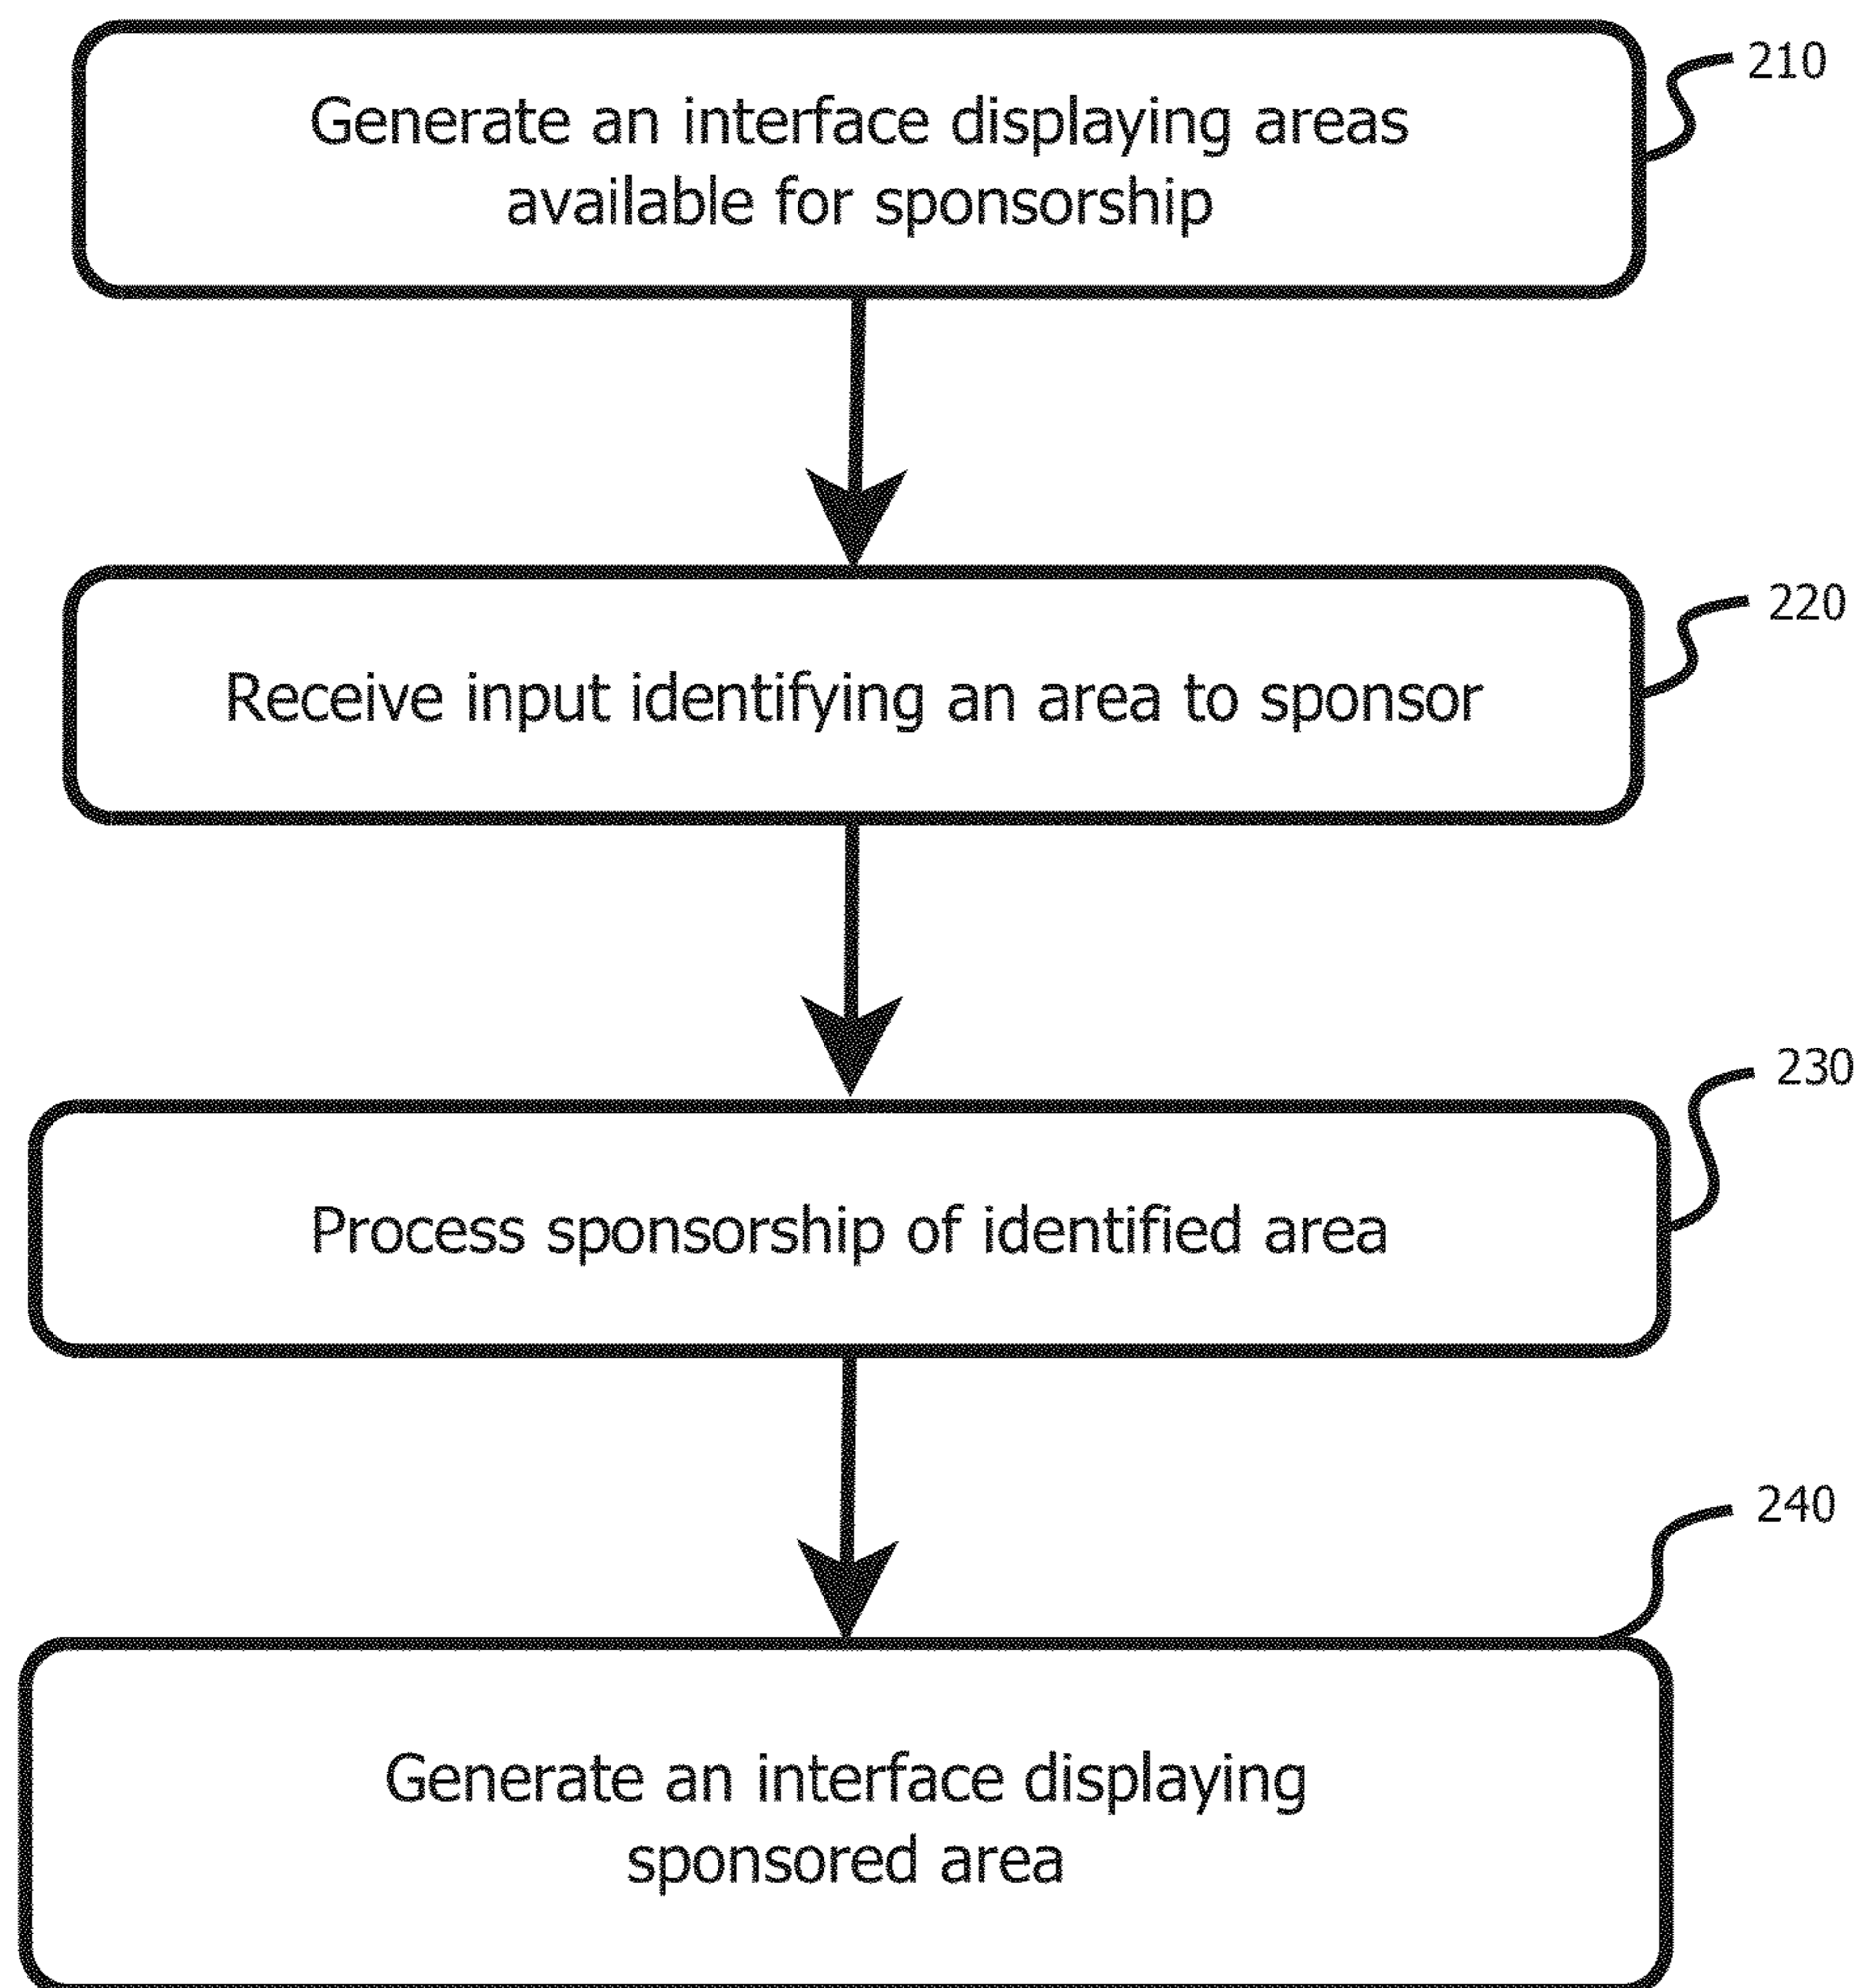 Generate an interface displaying areas
available for sponsorship
210
Receive input identifying an area to sponsor
220
Process sponsorship of identified area
230
Generate an interface displaying
sponsored area
240